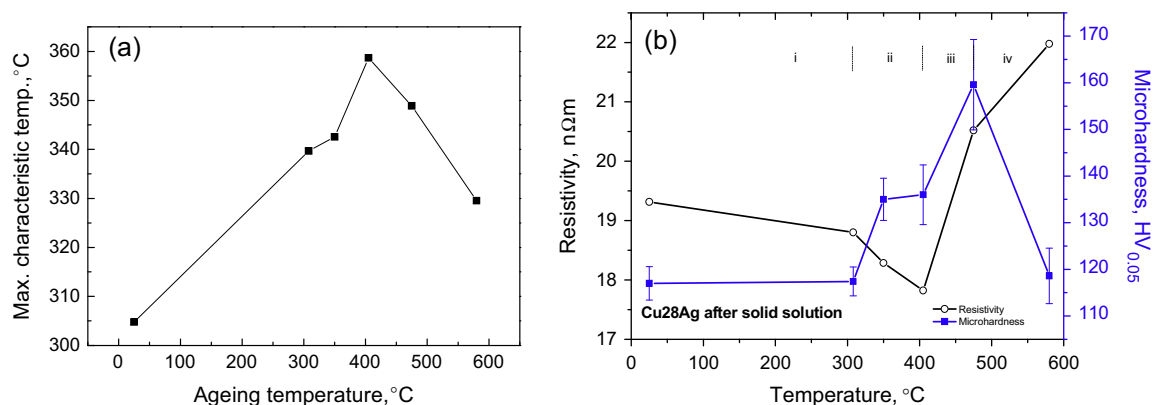 (a)
Max. characteristic temp.,°C
360
350
340
330
320
310
300
0 100 200 300 400 500 600
Ageing temperature,°C
(b)
i ii iii iv
Resistivity, nΩm
22
21
20
19
18
17
Cu28Ag after solid solution
Resistivity
Microhardness
0 100 200 300 400 500 600
Temperature, °C
170
160
150
140
130
120
110
Microhardness, HV0.05